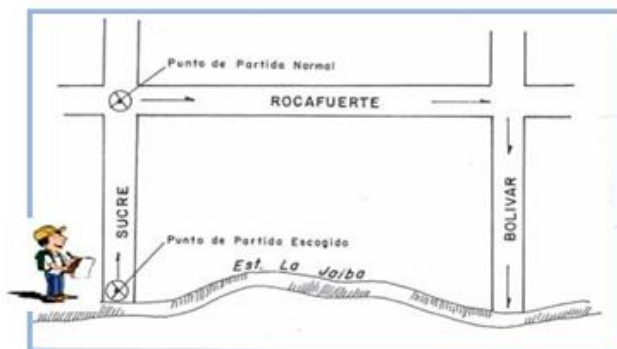 Punto de Partida Normal
ROCAFUERTE
SUCRE
BOLIVAR
Punto de Partida Escogido
Est. La Jaiba